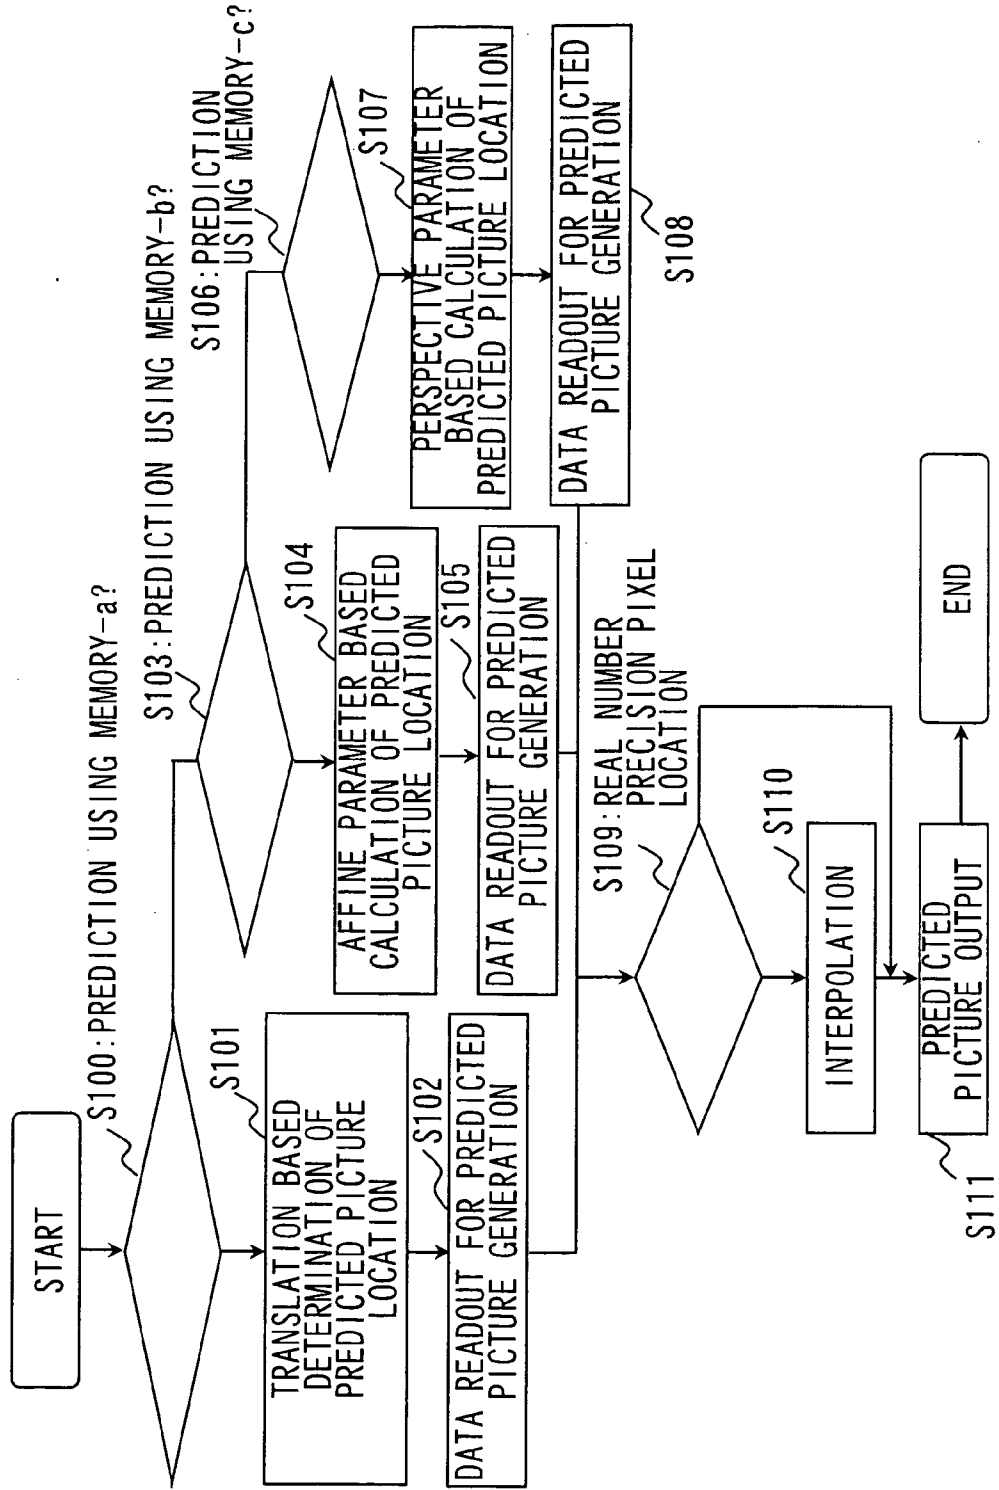 START
S100:PREDICTION USING MEMORY-a?
S101
TRANSLATION BASED
DETERMINATION OF
PREDICTED PICTURE
LOCATION
S102
DATA READOUT FOR PREDICTED
PICTURE GENERATION
S103:PREDICTION USING MEMORY-b?
S104
AFFINE PARAMETER BASED
CALCULATION OF PREDICTED
PICTURE LOCATION
S105
DATA READOUT FOR PREDICTED
PICTURE GENERATION
S106:PREDICTION
USING MEMORY-c?
S107
PERSPECTIVE PARAMETER
BASED CALCULATION OF
PREDICTED PICTURE LOCATION
DATA READOUT FOR PREDICTED
PICTURE GENERATION
S108
S109:REAL NUMBER
PRECISION PIXEL
LOCATION
S110
INTERPOLATION
PREDICTED
PICTURE OUTPUT
S111
END